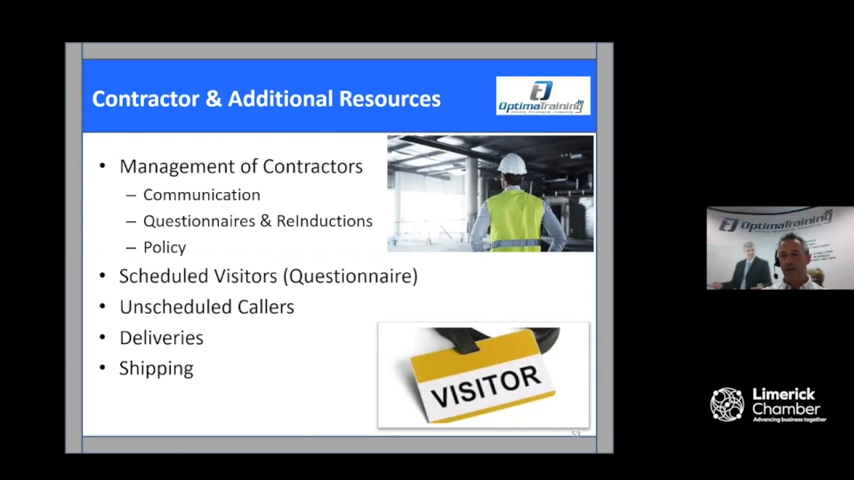 Contractor & Additional Resources
OptimaTraining
• Management of Contractors
– Communication
– Questionnaires & ReInductions
– Policy
• Scheduled Visitors (Questionnaire)
• Unscheduled Callers
• Deliveries
• Shipping
VISITOR
53
OptimaTraining
Limerick
Chamber
Advancing business together